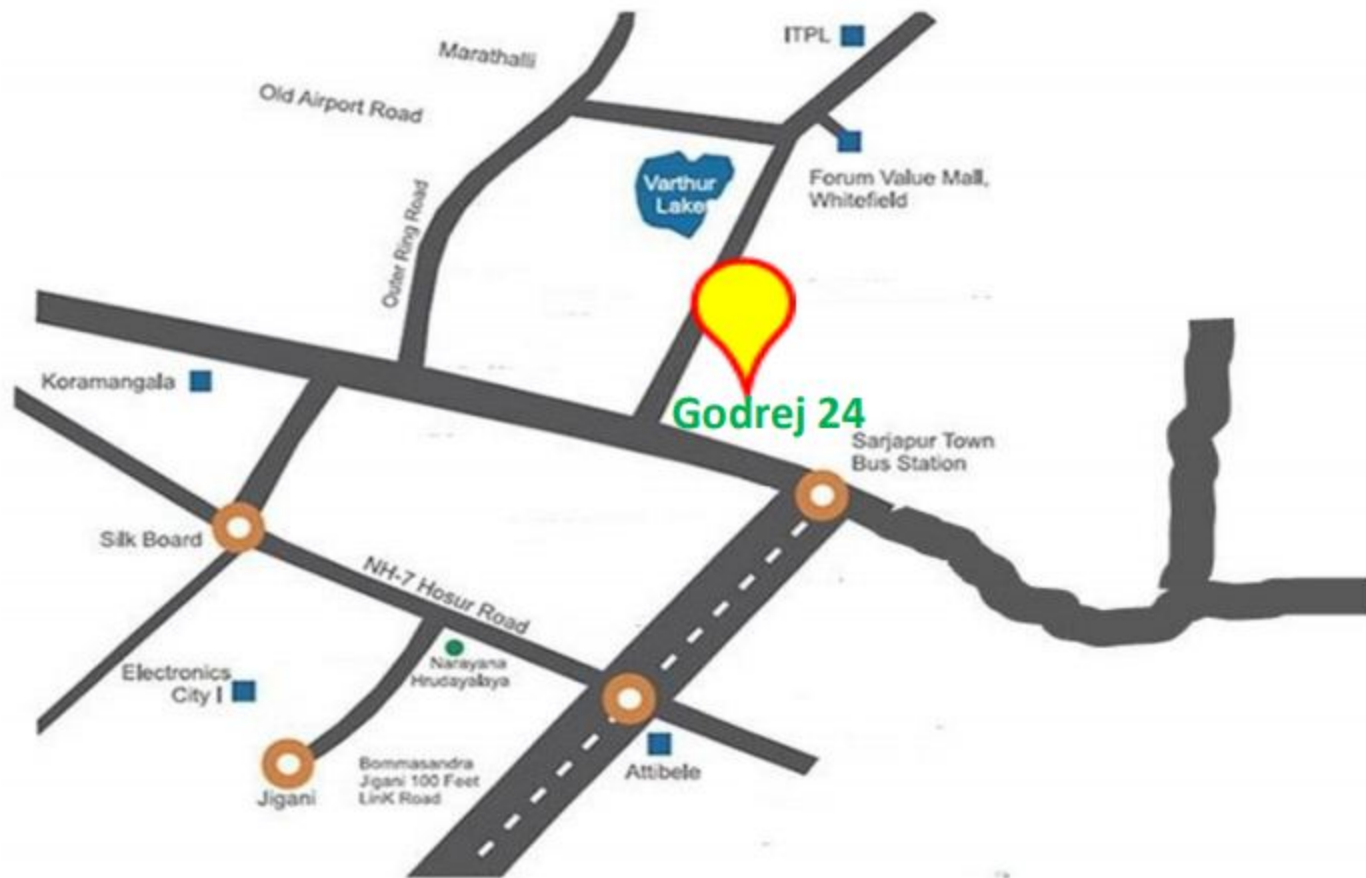 ITPL
Marathalli
Old Airport Road
Forum Value Mall,
Whitefield
Varthur
Lake
Outer Ring Road
Koramangala
Godrej 24
Sarjapur Town
Bus Station
Silk Board
NH-7 Hosur Road
Narayana
Hrudayalaya
Electronics
City I
Bommasandra
Jigani 100 Feet
LinK Road
Attibele
Jigani